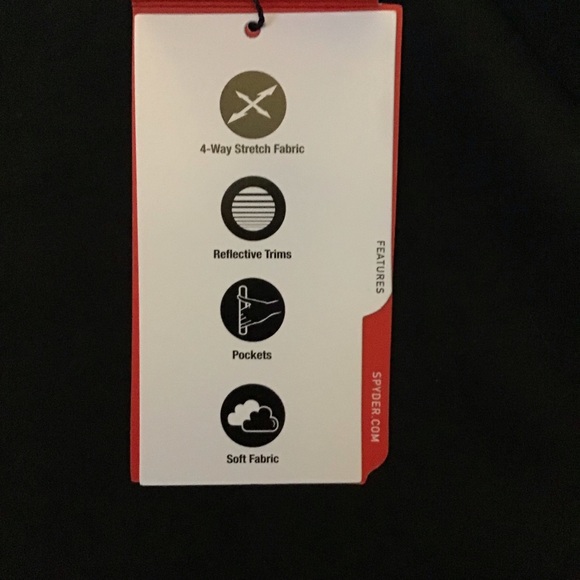 4-Way Stretch Fabric
Reflective Trims
Pockets
Soft Fabric
FEATURES
SPYDER.COM